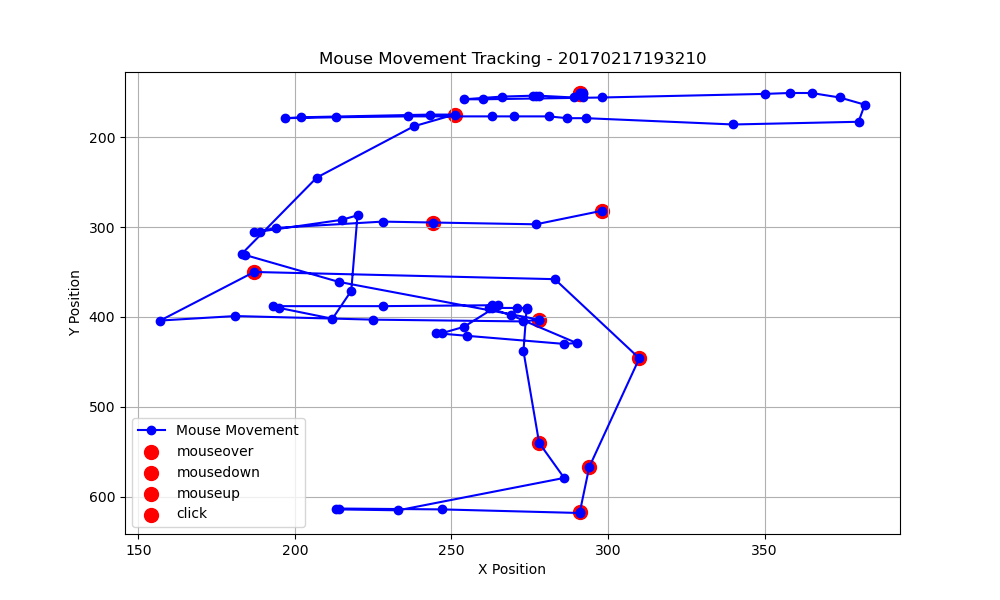 Mouse Movement Tracking - 20170217193210
Y Position
200
300
400
500
600
Mouse Movement
mouseover
mousedown
mouseup
click
150
200
250
300
350
X Position